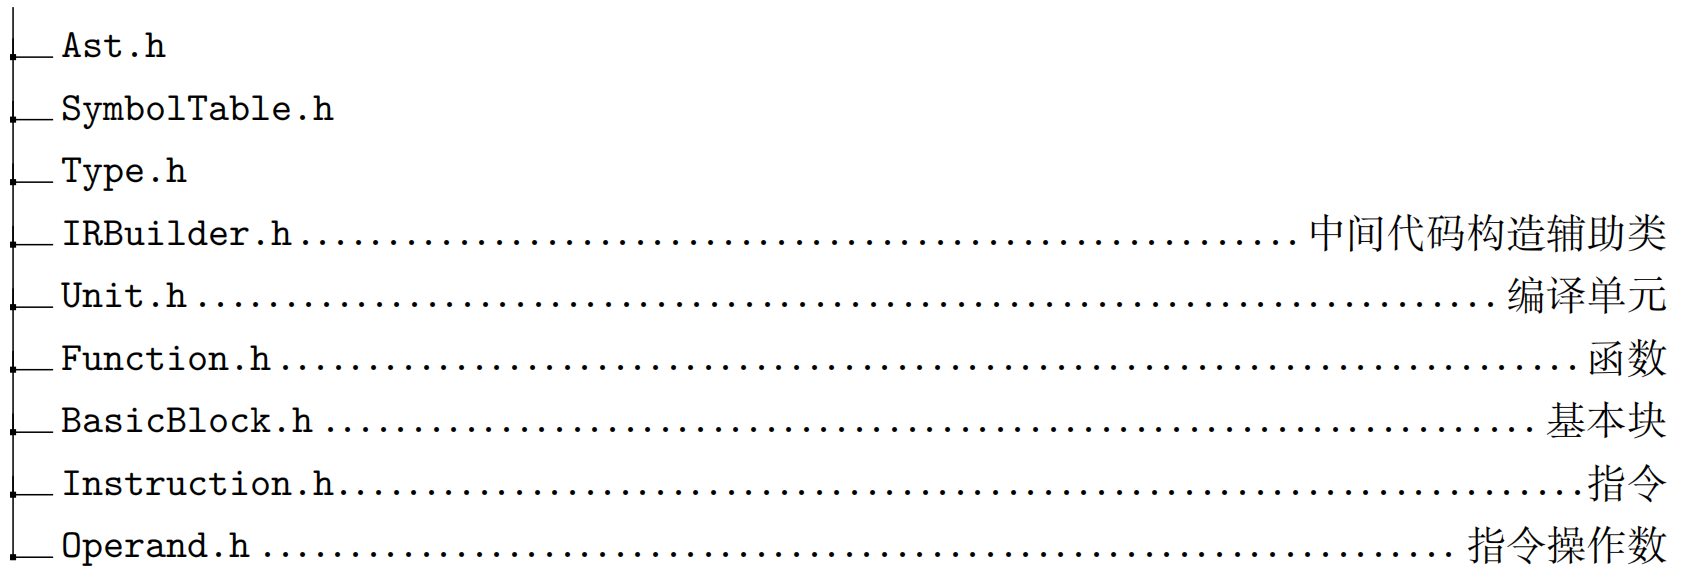 Ast.h
SymbolTable.h
Type.h
IRBuilder.h........................................................中间代码构造辅助类
Unit.h.........................................................................编译单元
Function.h.........................................................................函数
BasicBlock.h....................................................................基本块
Instruction.h......................................................................指令
Operand.h...................................................................指令操作数